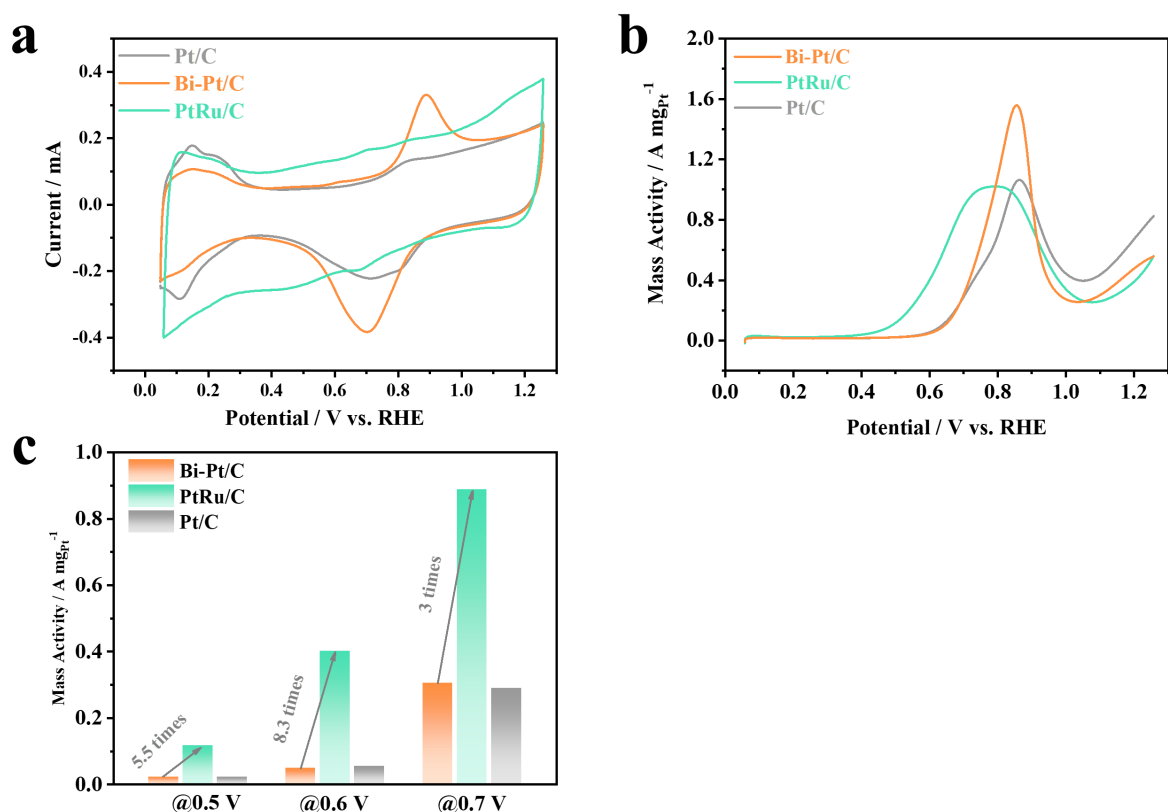 a
Pt/C
Bi-Pt/C
PtRu/C
0.4
0.2
0.0
-0.2
-0.4
Current / mA
0.0
0.2
0.4
0.6
0.8
1.0
1.2
Potential / V vs. RHE
b
Bi-Pt/C
PtRu/C
Pt/C
2.0
1.6
1.2
0.8
0.4
0.0
Mass Activity / A mgPt-1
0.0
0.2
0.4
0.6
0.8
1.0
1.2
Potential / V vs. RHE
c
Bi-Pt/C
PtRu/C
Pt/C
1.0
0.8
0.6
0.4
0.2
0.0
Mass Activity / A mgPt-1
5.5 times
8.3 times
3 times
@0.5 V
@0.6 V
@0.7 V